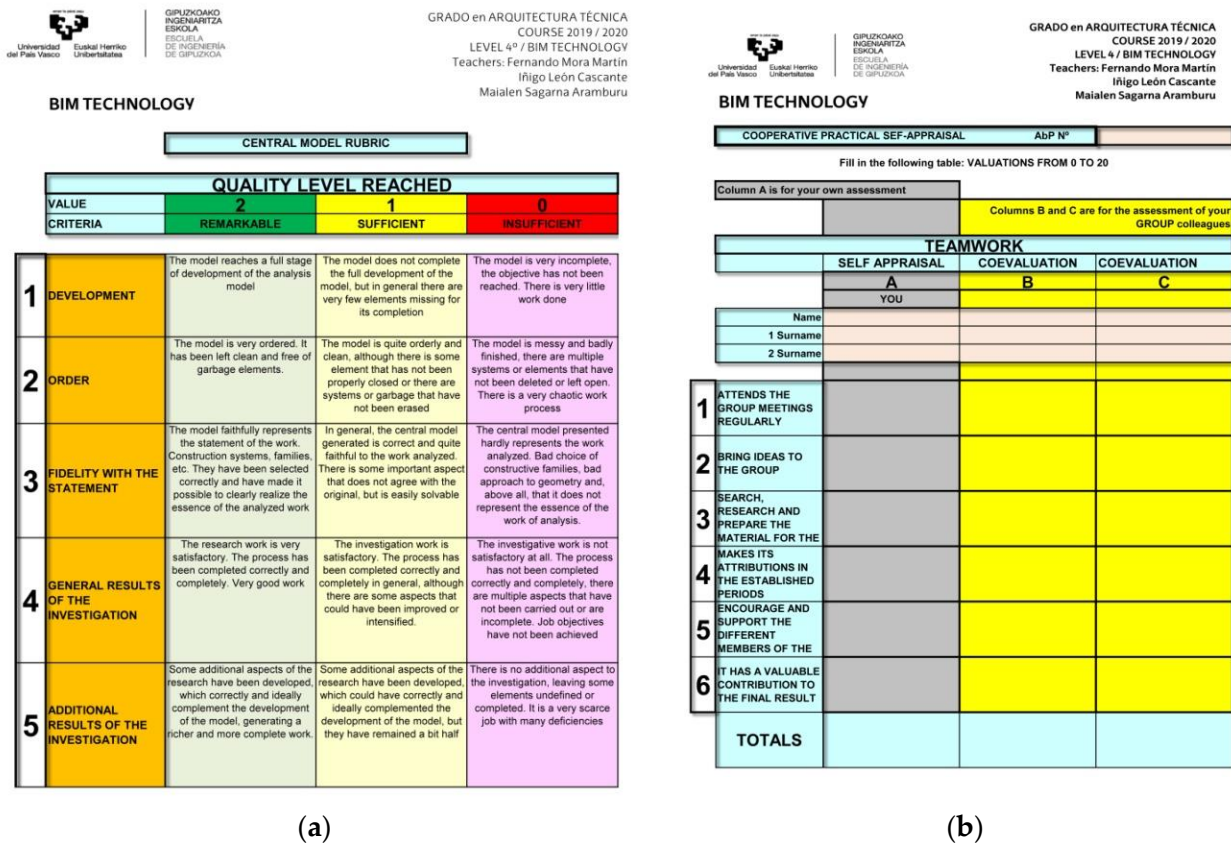 Universidad
del País Vasco
Euskal Herriko
Unibertsitatea
GIPUZKOAKO
INGENIARITZA
ESKOLA
ESCUELA
DE INGENIERÍA
DE GIPUZKOA
GRADO en ARQUITECTURA TÉCNICA
COURSE 2019 / 2020
LEVEL 4º / BIM TECHNOLOGY
Teachers: Fernando Mora Martín
Iñigo León Cascante
Maialen Sagarna Aramburu
BIM TECHNOLOGY
CENTRAL MODEL RUBRIC
QUALITY LEVEL REACHED
VALUE 2 1 0
CRITERIA REMARKABLE SUFFICIENT INSUFFICIENT
1 DEVELOPMENT
The model reaches a full stage
of development of the analysis
model
The model does not complete
the full development of the
model, but in general there are
very few elements missing for
its completion
The model is very incomplete,
the objective has not been
reached. There is very little
work done
2 ORDER
The model is very ordered. It
has been left clean and free of
garbage elements.
The model is quite orderly and
clean, although there is some
element that has not been
properly closed or there are
systems or garbage that have
not been erased
The model is messy and badly
finished, there are multiple
systems or elements that have
not been deleted or left open.
There is a very chaotic work
process
3 FIDELITY WITH THE
STATEMENT
The model faithfully represents
the statement of the work.
Construction systems, families,
etc. They have been selected
correctly and have made it
possible to clearly realize the
essence of the analyzed work
In general, the central model
generated is correct and quite
faithful to the work analyzed.
There is some important aspect
that does not agree with the
original, but is easily solvable
The central model presented
hardly represents the work
analyzed. Bad choice of
constructive families, bad
approach to geometry and,
above all, that it does not
represent the essence of the
work of analysis.
4 GENERAL RESULTS
OF THE
INVESTIGATION
The research work is very
satisfactory. The process has
been completed correctly and
completely. Very good work
The investigation work is
satisfactory. The process has
been completed correctly and
completely in general, although
there are some aspects that
could have been improved or
intensified.
The investigative work is not
satisfactory at all. The process
has not been completed
correctly and completely, there
are multiple aspects that have
not been carried out or are
incomplete. Job objectives
have not been achieved
5 ADDITIONAL
RESULTS OF THE
INVESTIGATION
Some additional aspects of the
research have been developed,
which correctly and ideally
complement the development
of the model, generating a
richer and more complete work.
Some additional aspects of the
research have been developed,
which could have correctly and
ideally complemented the
development of the model, but
they have remained a bit half
There is no additional aspect to
the investigation, leaving some
elements undefined or
completed. It is a very scarce
job with many deficiencies
(a)
Universidad
del País Vasco
Euskal Herriko
Unibertsitatea
GIPUZKOAKO
INGENIARITZA
ESKOLA
ESCUELA
DE INGENIERÍA
DE GIPUZKOA
GRADO en ARQUITECTURA TÉCNICA
COURSE 2019 / 2020
LEVEL 4 / BIM TECHNOLOGY
Teachers: Fernando Mora Martín
Iñigo León Cascante
Maialen Sagarna Aramburu
BIM TECHNOLOGY
COOPERATIVE PRACTICAL SEF-APPRAISAL AbP Nº
Fill in the following table: VALUATIONS FROM 0 TO 20
Column A is for your own assessment
Columns B and C are for the assessment of your
GROUP colleagues
TEAMWORK
SELF APPRAISAL COEVALUATION COEVALUATION
A B C
YOU
Name
1 Surname
2 Surname
1 ATTENDS THE
GROUP MEETINGS
REGULARLY
2 BRING IDEAS TO
THE GROUP
3 SEARCH,
RESEARCH AND
PREPARE THE
MATERIAL FOR THE
4 MAKES ITS
ATTRIBUTIONS IN
THE ESTABLISHED
PERIODS
5 ENCOURAGE AND
SUPPORT THE
DIFFERENT
MEMBERS OF THE
6 IT HAS A VALUABLE
CONTRIBUTION TO
THE FINAL RESULT
TOTALS
(b)